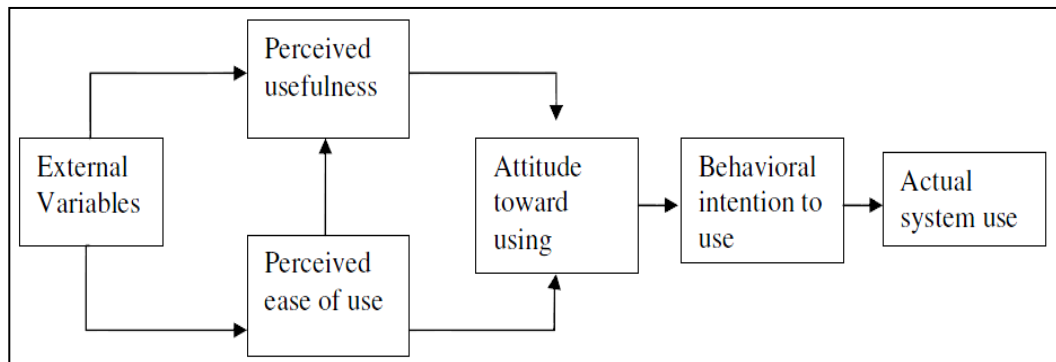 Perceived
usefulness
External
Variables
Perceived
ease of use
Attitude
toward
using
Behavioral
intention to
use
Actual
system use